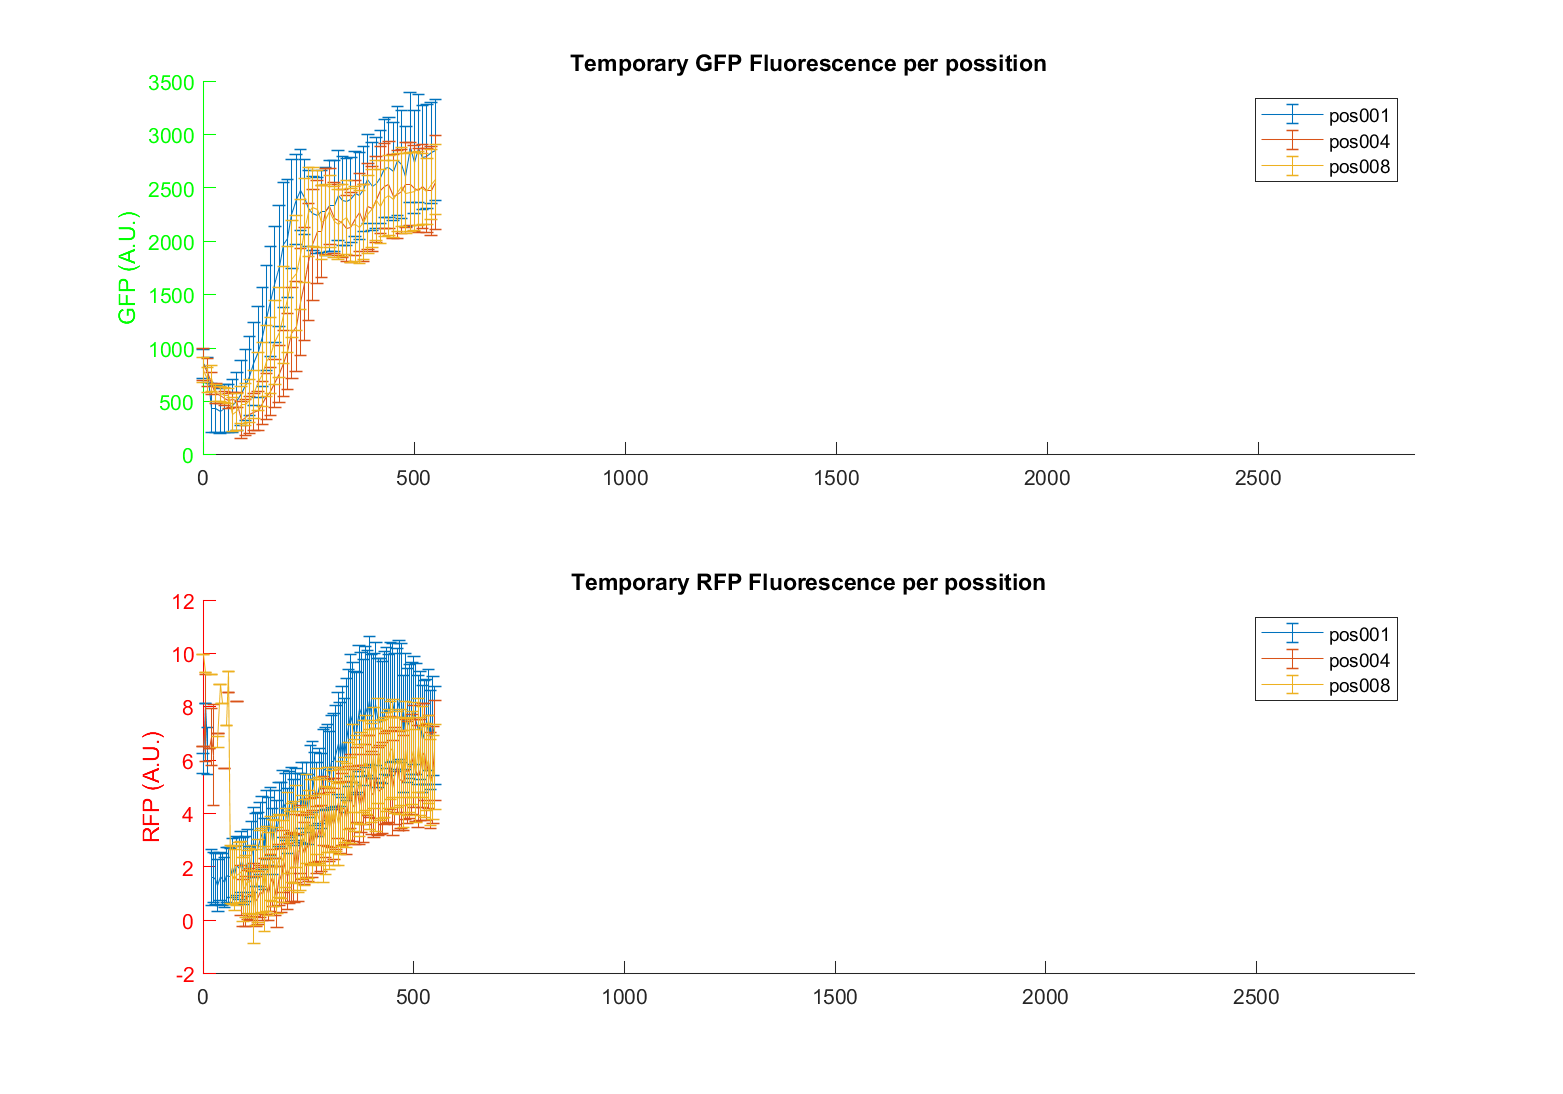 Temporary GFP Fluorescence per possition
3500
3000
2500
2000
1500
1000
500
0
GFP (A.U.)
pos001
pos004
pos008
0 500 1000 1500 2000 2500
Temporary RFP Fluorescence per possition
12
10
8
6
4
2
0
-2
RFP (A.U.)
pos001
pos004
pos008
0 500 1000 1500 2000 2500